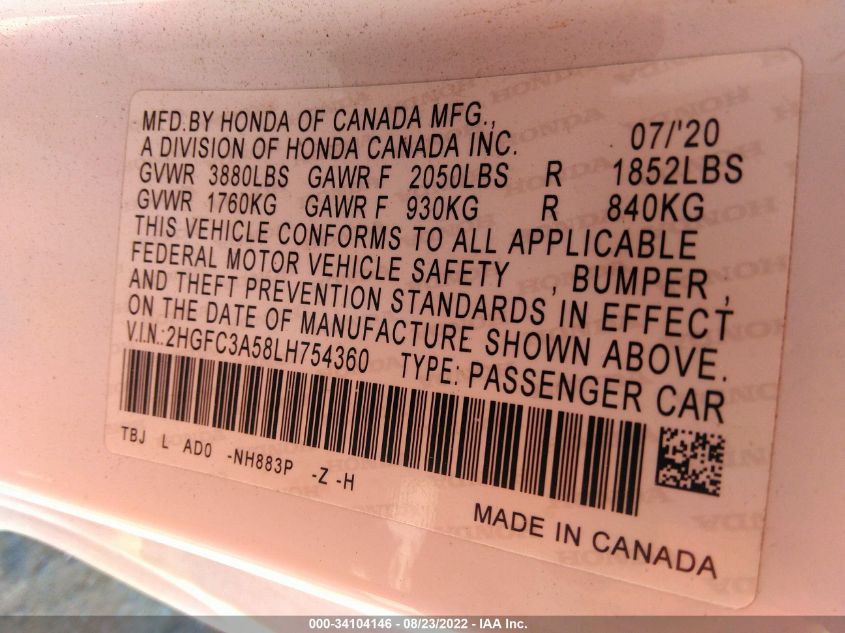 MFD.BY HONDA OF CANADA MFG.,
A DIVISION OF HONDA CANADA INC. 07/'20
GVWR 3880LBS GAWR F 2050LBS R 1852LBS
GVWR 1760KG GAWR F 930KG R 840KG
THIS VEHICLE CONFORMS TO ALL APPLICABLE
FEDERAL MOTOR VEHICLE SAFETY , BUMPER ,
AND THEFT PREVENTION STANDARDS IN EFFECT
ON THE DATE OF MANUFACTURE SHOWN ABOVE.
V.I.N.:2HGFC3A58LH754360 TYPE: PASSENGER CAR
TBJ L AD0 -NH883P -Z -H
MADE IN CANADA
000-34104146 - 08/23/2022 - IAA Inc.